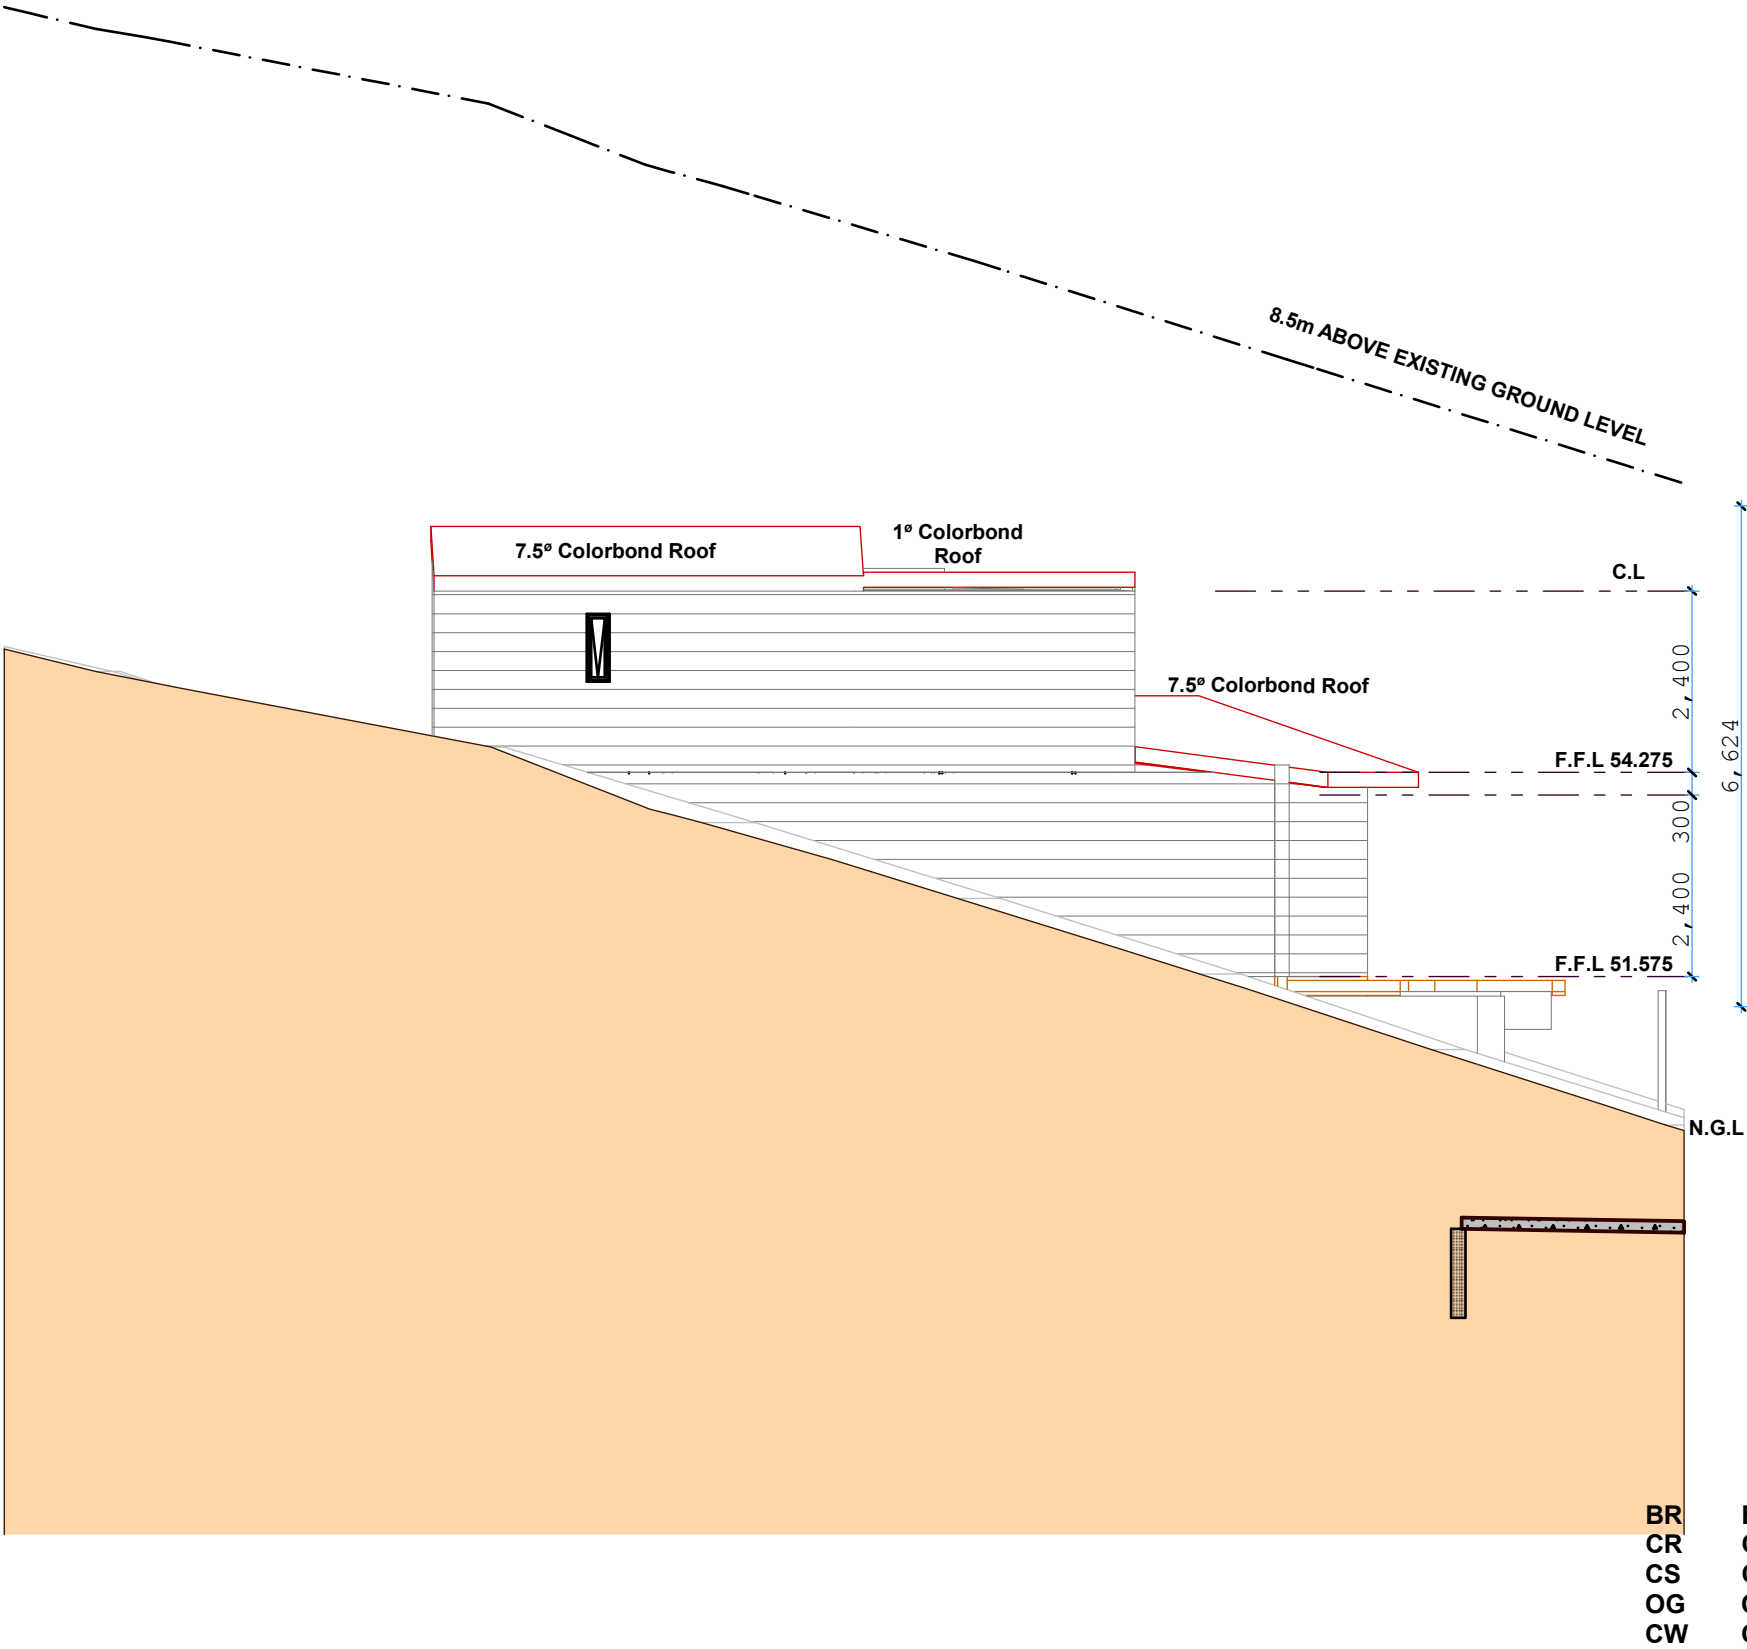 8.5m ABOVE EXISTING GROUND LEVEL
7.5º Colorbond Roof
1º Colorbond
Roof
C.L
2,400
7.5º Colorbond Roof
6,624
F.F.L 54.275
300
2,400
F.F.L 51.575
N.G.L
BR
CR
CS
OG
CW